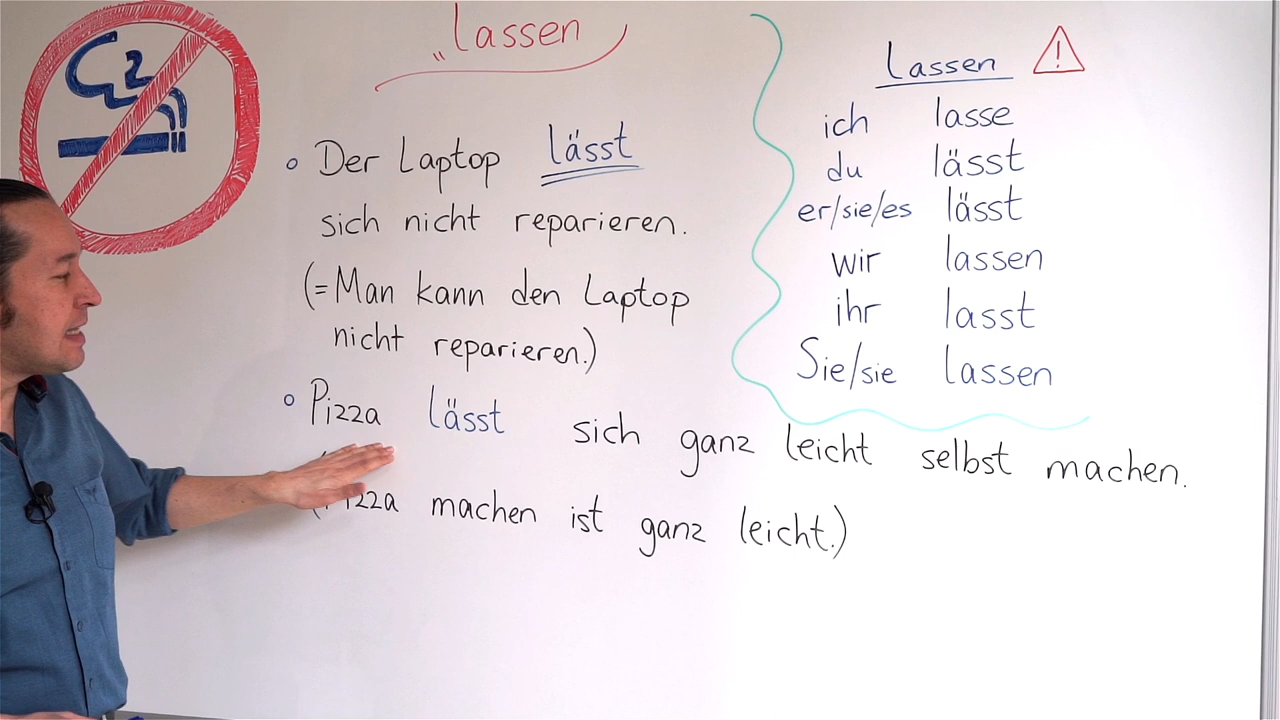 „lassen
◦ Der Laptop lässt
sich nicht reparieren.
(=Man kann den Laptop
nicht reparieren.)
◦ Pizza lässt sich ganz leicht selbst machen.
(Pizza machen ist ganz leicht.)
Lassen
ich lasse
du lässt
er/sie/es lässt
wir lassen
ihr lasst
Sie/sie lassen